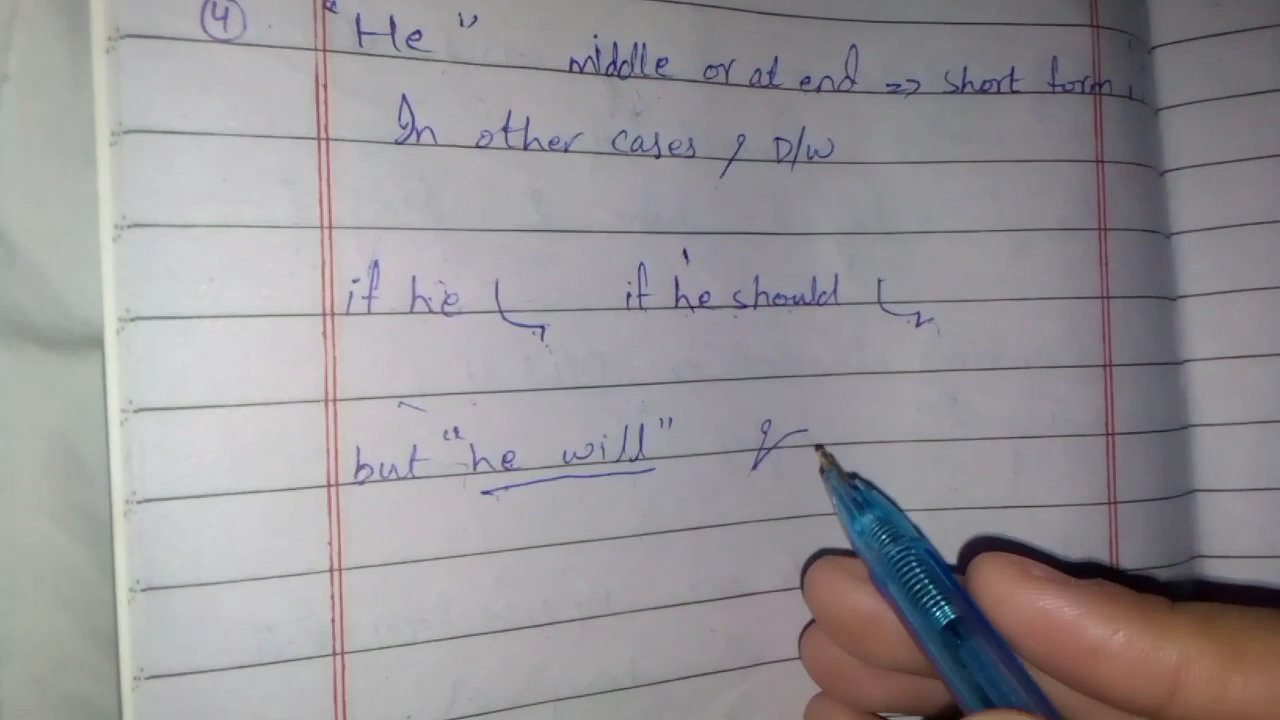 ④ "He" middle or at end => short form.
In other cases, D/W
if he if he should
but "he will"